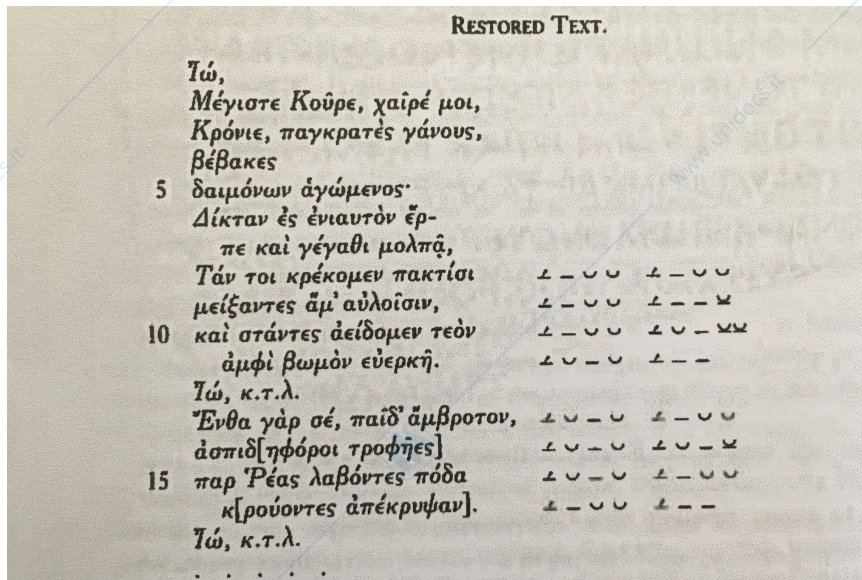 RESTORED TEXT.
Ἰώ,
Μέγιστε Κοῦρε, χαῖρέ μοι,
Κρόνιε, παγκρατὲς γάνους,
βέβακες
5 δαιμόνων ἁγώμενος·
Δίκταν ἐς ἐνιαυτὸν ἕρ-
πε καὶ γέγαθι μολπᾷ,
Τάν τοι κρέκομεν πακτίσι
μείξαντες ἅμ' αὐλοῖσιν,
10 καὶ στάντες ἀείδομεν τεὸν
ἀμφὶ βωμὸν εὐερκῆ.
Ἰώ, κ.τ.λ.
Ἔνθα γὰρ σέ, παῖδ' ἄμβροτον,
ἀσπιδ[ηφόροι τροφῆες]
15 παρ Ῥέας λαβόντες πόδα
κ[ρούοντες ἀπέκρυψαν].
Ἰώ, κ.τ.λ.
www.unidocs.it